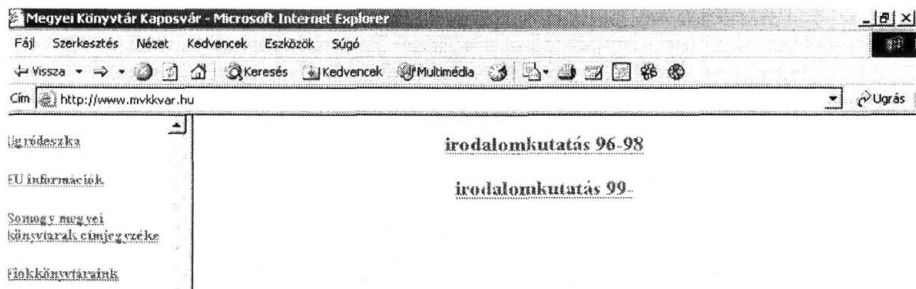 Megyei Könyvtár Kaposvár - Microsoft Internet Explorer
Fájl Szerkesztés Nézet Kedvencek Eszközök Súgó
Vissza Keresés Kedvencek Multimédia
Cím http://www.mvkkvar.hu Ugrás
Ugródeszka
EU információk
Somogy megyei
könyvtarak címjegyzéke
Fiókkönyvtáraink
irodalomkutatás 96-98
irodalomkutatás 99-